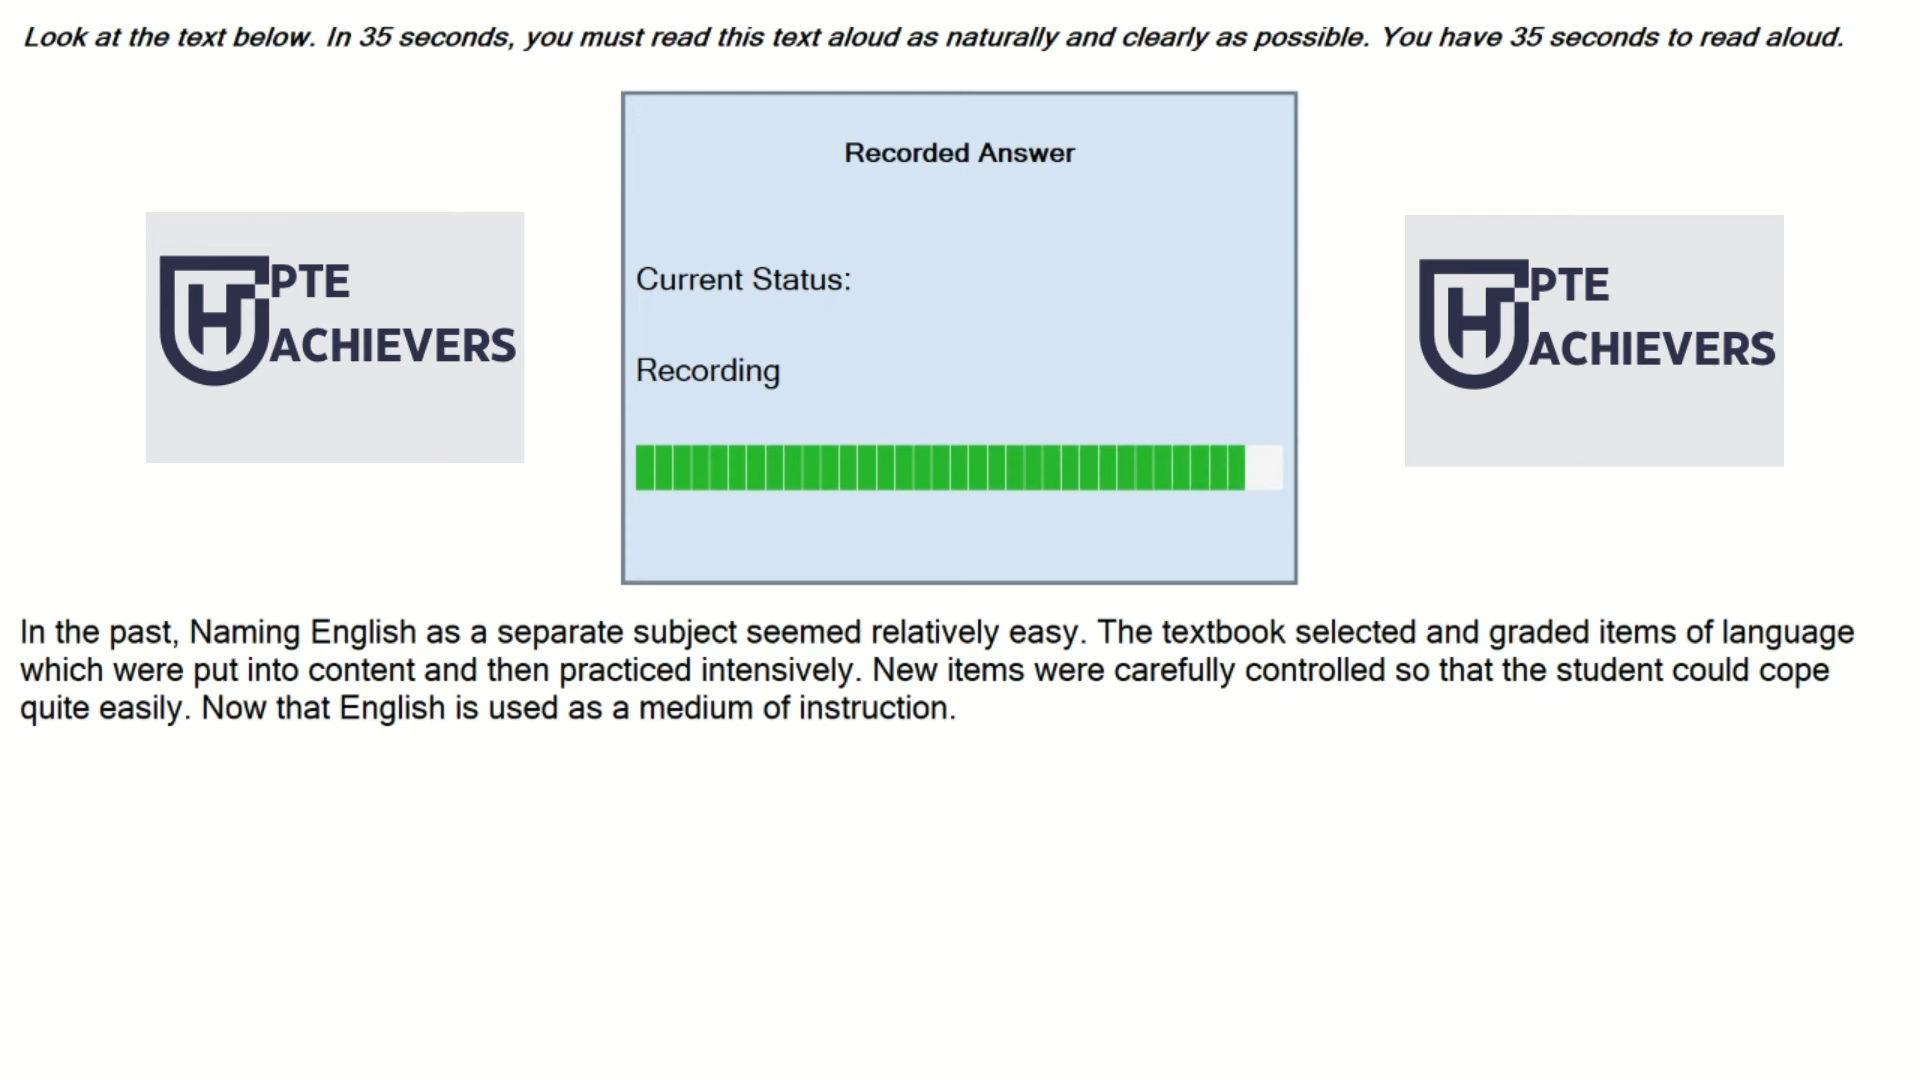 Look at the text below. In 35 seconds, you must read this text aloud as naturally and clearly as possible. You have 35 seconds to read aloud.
Recorded Answer
Current Status:
Recording
PTE
ACHIEVERS
PTE
ACHIEVERS
In the past, Naming English as a separate subject seemed relatively easy. The textbook selected and graded items of language
which were put into content and then practiced intensively. New items were carefully controlled so that the student could cope
quite easily. Now that English is used as a medium of instruction.